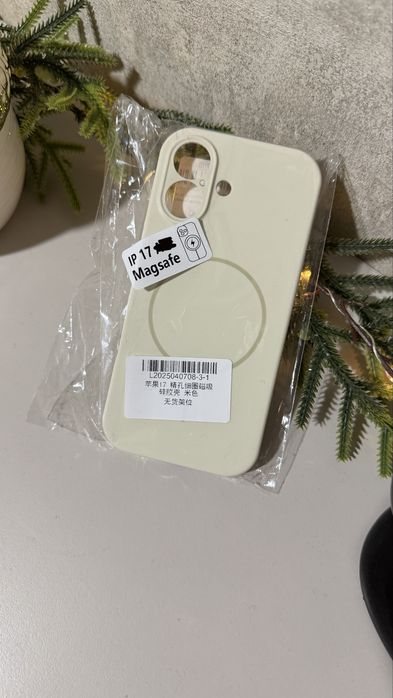 IP 17
Magsafe
L2025040708-3-1
苹果17 精孔细圈磁吸
硅胶壳 米色
无货架位